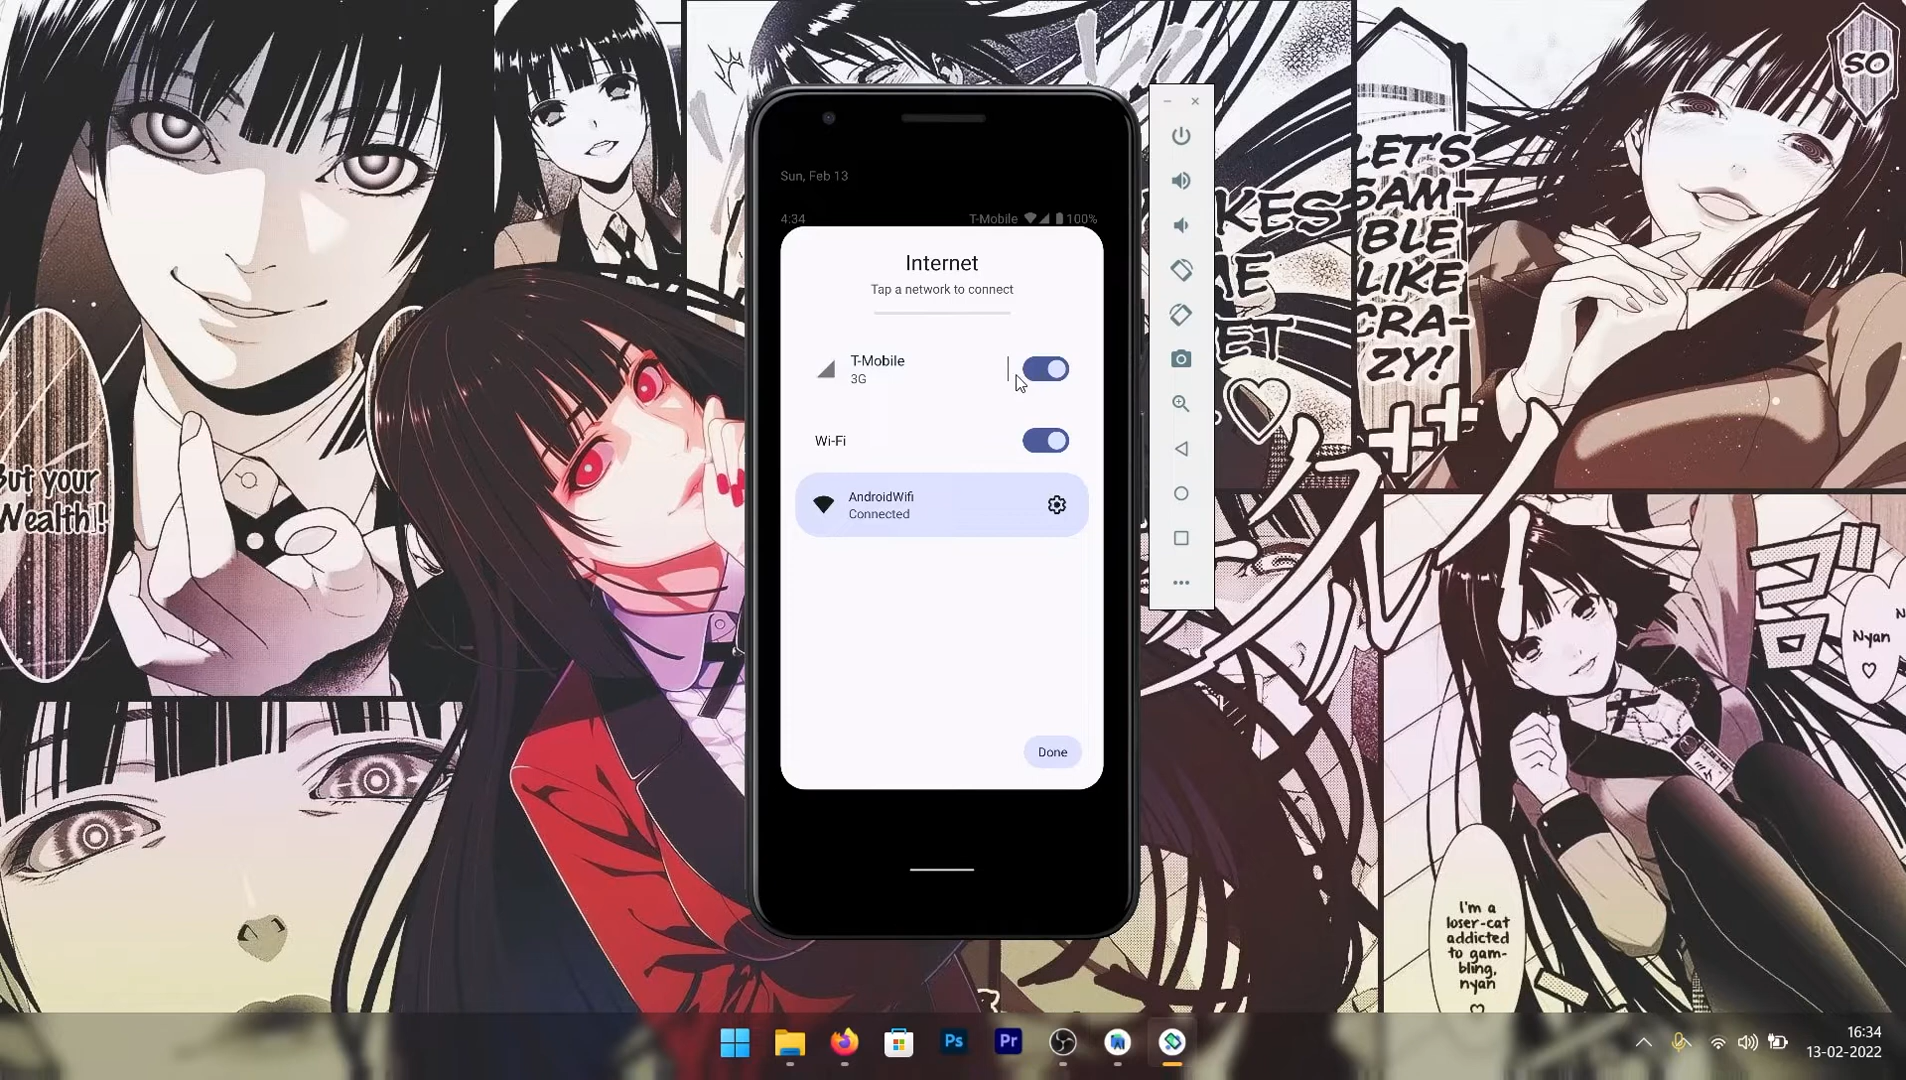 But your
Wealth!
SO
LET'S
GAM-
BLE
LIKE
CRA-
ZY!
Nyan
I'm a
loser-cat
addicted
to gam-
bling,
nyan
Sun, Feb 13
4:34
T-Mobile
100%
Internet
Tap a network to connect
T-Mobile
3G
Wi-Fi
AndroidWifi
Connected
Done
Ps
Pr
16:34
13-02-2022